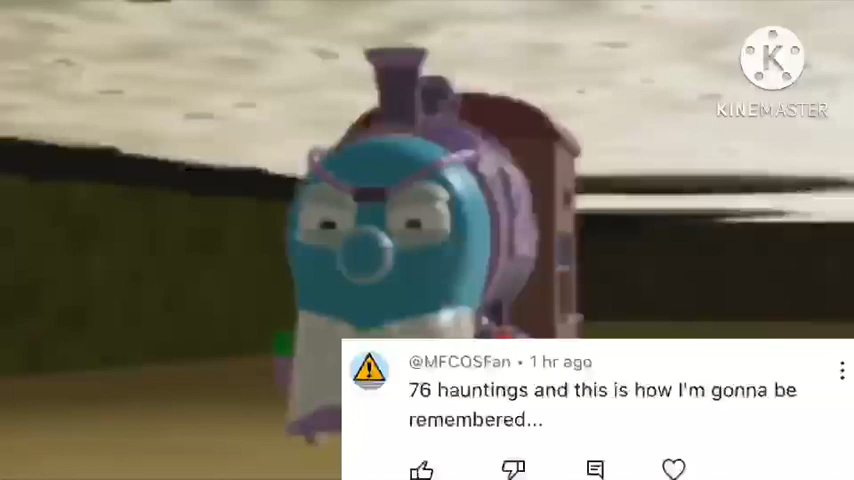 KINEMASTER
@MFCOSFan • 1 hr ago
76 hauntings and this is how I'm gonna be
remembered...